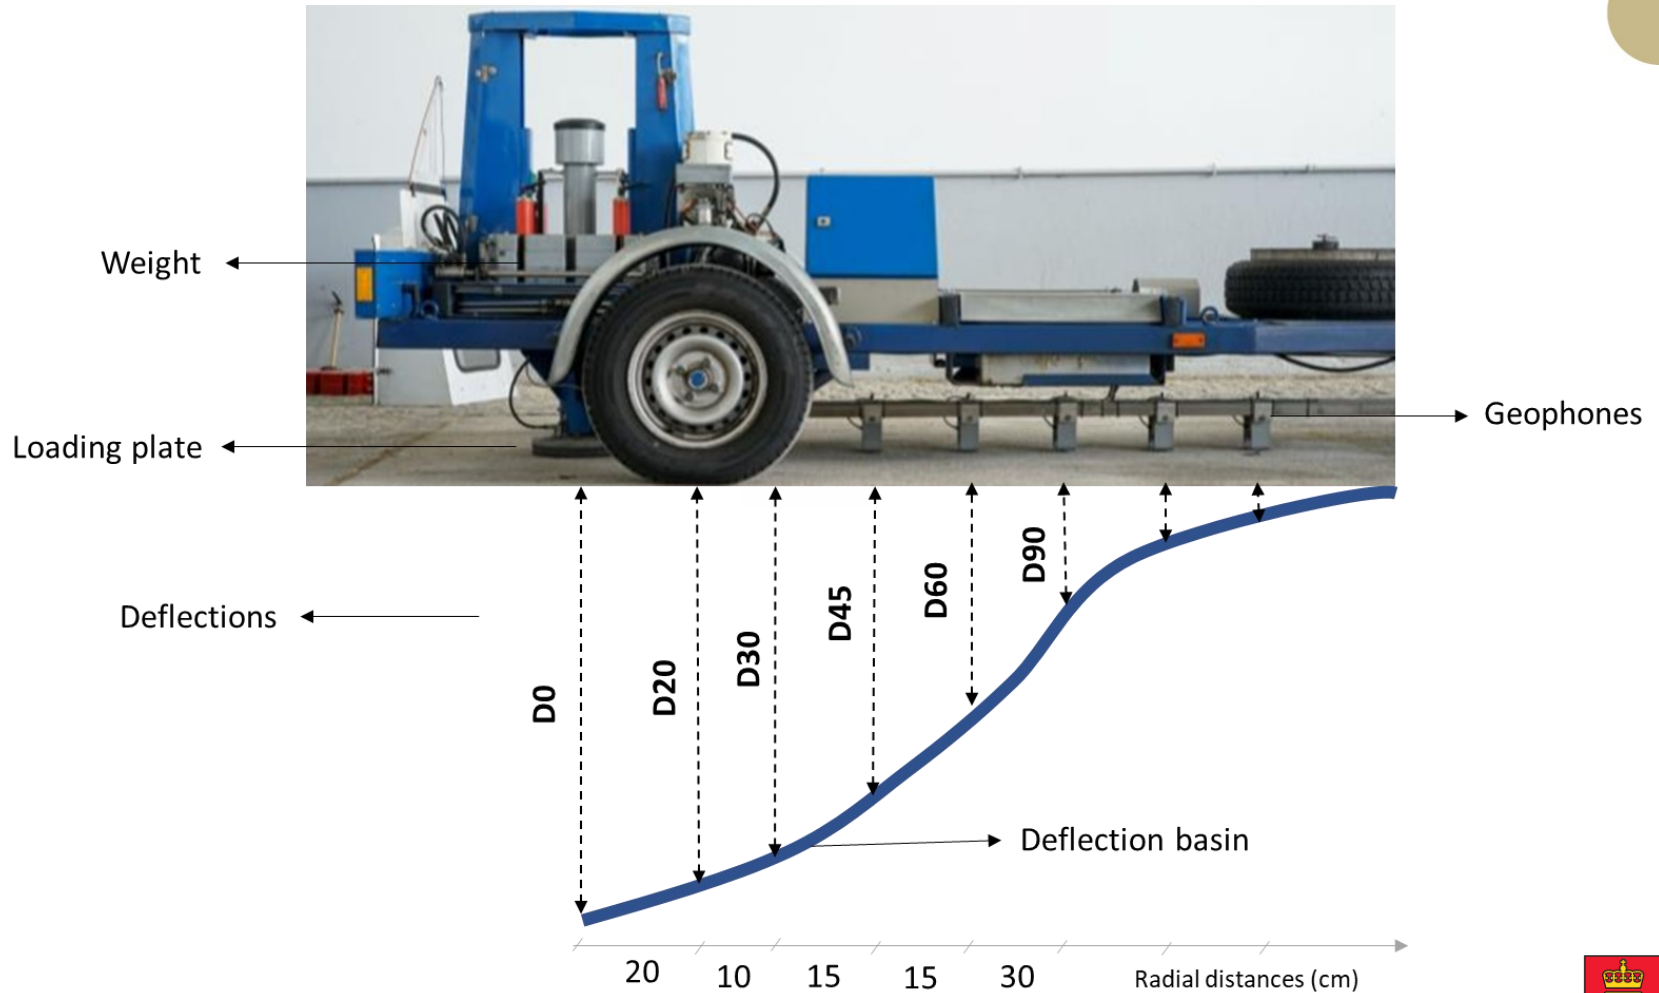 Weight
Loading plate
Geophones
Deflections
D0
D20
D30
D45
D60
D90
Deflection basin
20
10
15
15
30
Radial distances (cm)